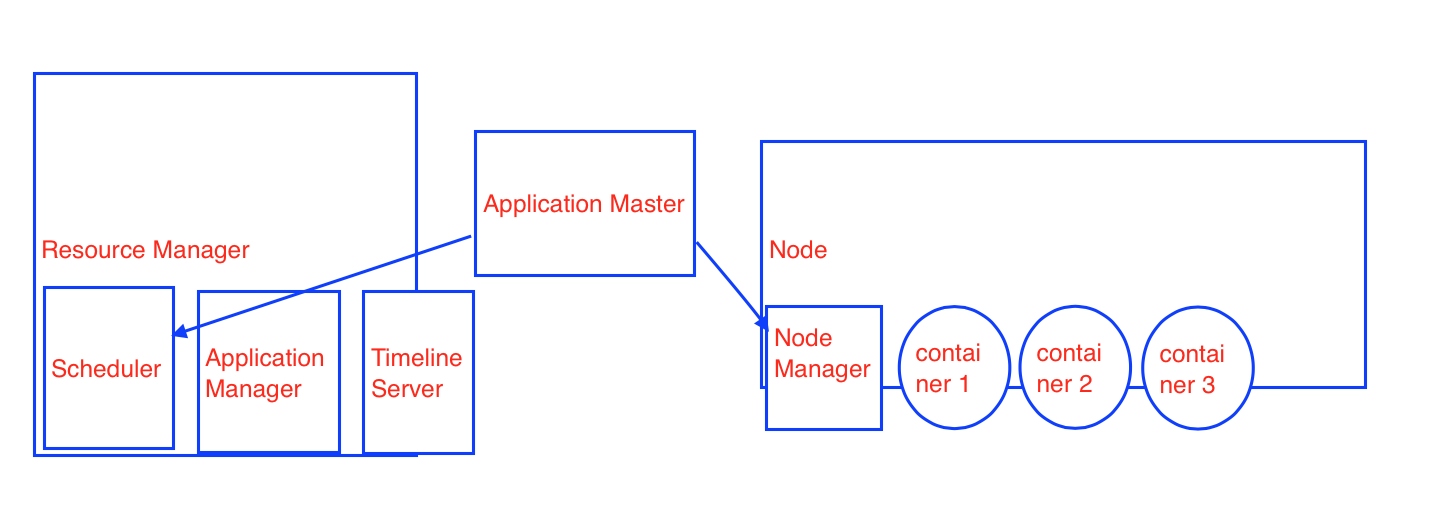 Resource Manager
Scheduler
Application
Manager
Timeline
Server
Application Master
Node
Node
Manager
contai
ner 1
contai
ner 2
contai
ner 3